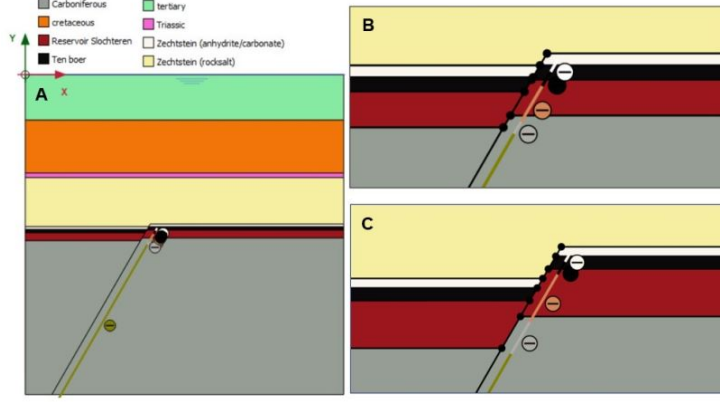 Carboniferous
cretaceous
Reservoir Slochteren
Ten boer
tertiary
Triassic
Zechtstein (anhydrite/carbonate)
Zechtstein (rocksalt)
Y
X
A
B
C